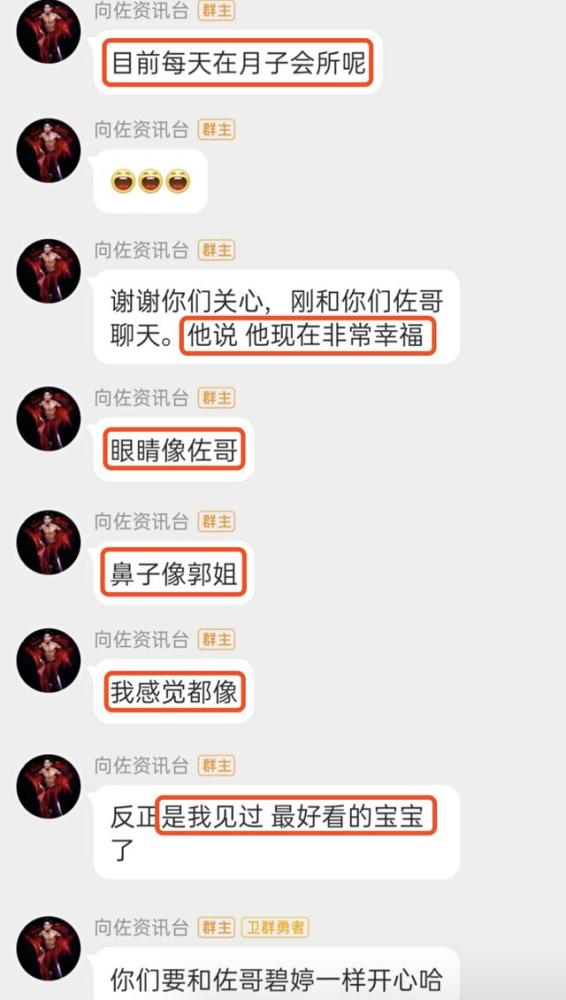 向佐资讯台 群主
目前每天在月子会所呢
向佐资讯台 群主
向佐资讯台 群主
谢谢你们关心，刚和你们佐哥
聊天。他说 他现在非常幸福
向佐资讯台 群主
眼睛像佐哥
向佐资讯台 群主
鼻子像郭姐
向佐资讯台 群主
我感觉都像
向佐资讯台 群主
反正是我见过 最好看的宝宝
了
向佐资讯台 群主 卫群勇者
你们要和佐哥碧婷一样开心哈